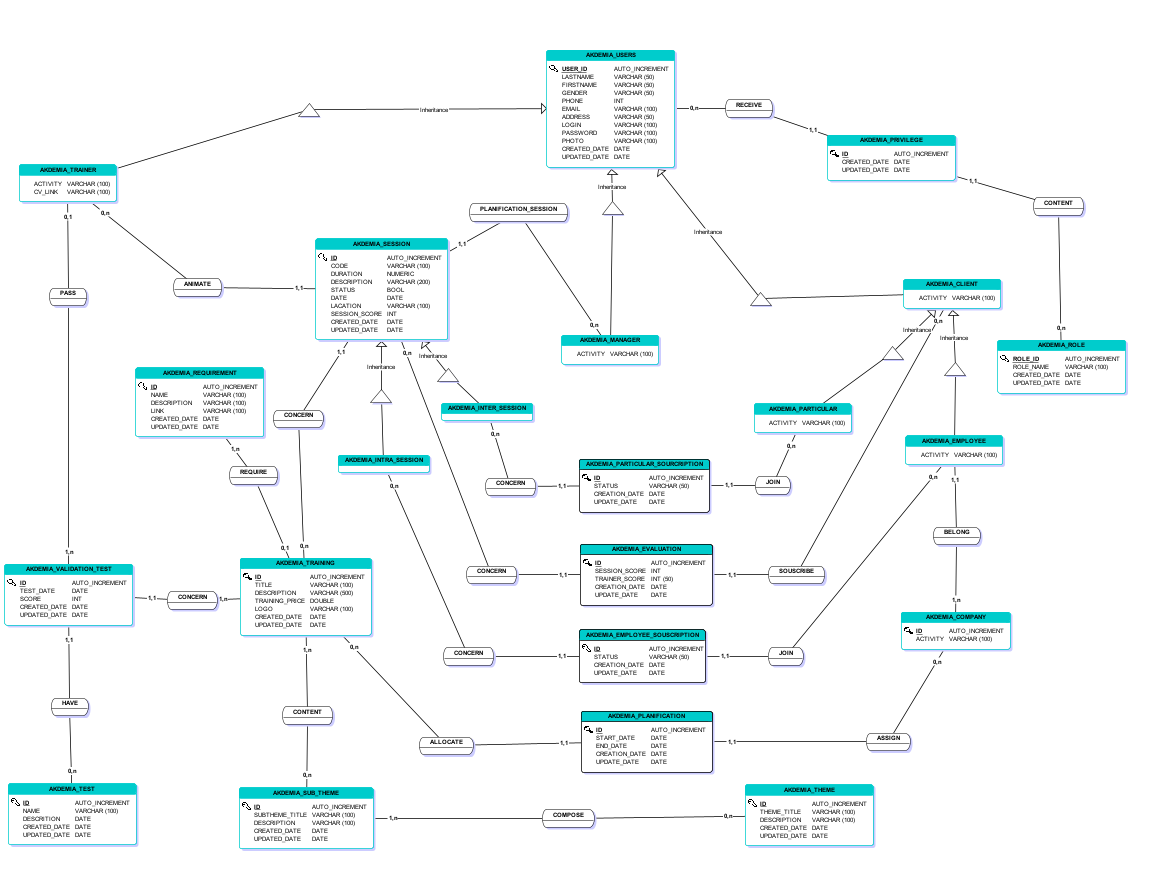 AKDEMIA_USERS
USER_ID AUTO_INCREMENT
LASTNAME VARCHAR (50)
FIRSTNAME VARCHAR (50)
GENDER VARCHAR (50)
PHONE INT
EMAIL VARCHAR (100)
ADDRESS VARCHAR (50)
LOGIN VARCHAR (100)
PASSWORD VARCHAR (100)
PHOTO VARCHAR (100)
CREATED_DATE DATE
UPDATED_DATE DATE
Inheritance
0,n
RECEIVE
1,1
AKDEMIA_PRIVILEGE
ID AUTO_INCREMENT
CREATED_DATE DATE
UPDATED_DATE DATE
1,1
CONTENT
0,n
AKDEMIA_ROLE
ROLE_ID AUTO_INCREMENT
ROLE_NAME VARCHAR (100)
CREATED_DATE DATE
UPDATED_DATE DATE
AKDEMIA_TRAINER
ACTIVITY VARCHAR (100)
CV_LINK VARCHAR (100)
0,1
0,n
PASS
ANIMATE
1,1
1,n
PLANIFICATION_SESSION
1,1
0,n
Inheritance
AKDEMIA_MANAGER
ACTIVITY VARCHAR (100)
Inheritance
AKDEMIA_CLIENT
ACTIVITY VARCHAR (100)
0,n
Inheritance
Inheritance
AKDEMIA_SESSION
ID AUTO_INCREMENT
CODE VARCHAR (100)
DURATION NUMERIC
DESCRIPTION VARCHAR (200)
STATUS BOOL
DATE DATE
LACATION VARCHAR (100)
SESSION_SCORE INT
CREATED_DATE DATE
UPDATED_DATE DATE
1,1
Inheritance
0,n
Inheritance
AKDEMIA_REQUIREMENT
ID AUTO_INCREMENT
NAME VARCHAR (100)
DESCRIPTION VARCHAR (100)
LINK VARCHAR (100)
CREATED_DATE DATE
UPDATED_DATE DATE
1,n
REQUIRE
0,1
CONCERN
0,n
AKDEMIA_INTER_SESSION
0,n
CONCERN
1,1
AKDEMIA_INTRA_SESSION
0,n
AKDEMIA_PARTICULAR
ACTIVITY VARCHAR (100)
0,n
JOIN
1,1
AKDEMIA_PARTICULAR_SOURCRIPTION
ID AUTO_INCREMENT
STATUS VARCHAR (50)
CREATION_DATE DATE
UPDATE_DATE DATE
AKDEMIA_EMPLOYEE
ACTIVITY VARCHAR (100)
0,n
1,1
BELONG
1,n
AKDEMIA_EVALUATION
ID AUTO_INCREMENT
SESSION_SCORE INT
TRAINER_SCORE INT (50)
CREATION_DATE DATE
UPDATE_DATE DATE
CONCERN
1,1
1,1
SOUSCRIBE
AKDEMIA_VALIDATION_TEST
ID AUTO_INCREMENT
TEST_DATE DATE
SCORE INT
CREATED_DATE DATE
UPDATED_DATE DATE
1,1
CONCERN
1,n
AKDEMIA_TRAINING
ID AUTO_INCREMENT
TITLE VARCHAR (100)
DESCRIPTION VARCHAR (500)
TRAINING_PRICE DOUBLE
LOGO VARCHAR (100)
CREATED_DATE DATE
UPDATED_DATE DATE
AKDEMIA_COMPANY
ID AUTO_INCREMENT
ACTIVITY VARCHAR (100)
0,n
AKDEMIA_EMPLOYEE_SOUSCRIPTION
ID AUTO_INCREMENT
STATUS VARCHAR (50)
CREATION_DATE DATE
UPDATE_DATE DATE
CONCERN
1,1
1,1
JOIN
1,1
HAVE
0,n
1,n
CONTENT
0,n
0,n
ALLOCATE
1,1
AKDEMIA_PLANIFICATION
ID AUTO_INCREMENT
START_DATE DATE
END_DATE DATE
CREATION_DATE DATE
UPDATE_DATE DATE
1,1
ASSIGN
AKDEMIA_TEST
ID AUTO_INCREMENT
NAME VARCHAR (100)
DESCRITION DATE
CREATED_DATE DATE
UPDATED_DATE DATE
AKDEMIA_SUB_THEME
ID AUTO_INCREMENT
SUBTHEME_TITLE VARCHAR (100)
DESCRIPTION VARCHAR (100)
CREATED_DATE DATE
UPDATED_DATE DATE
1,n
COMPOSE
0,n
AKDEMIA_THEME
ID AUTO_INCREMENT
THEME_TITLE VARCHAR (100)
DESCRIPTION VARCHAR (100)
CREATED_DATE DATE
UPDATED_DATE DATE